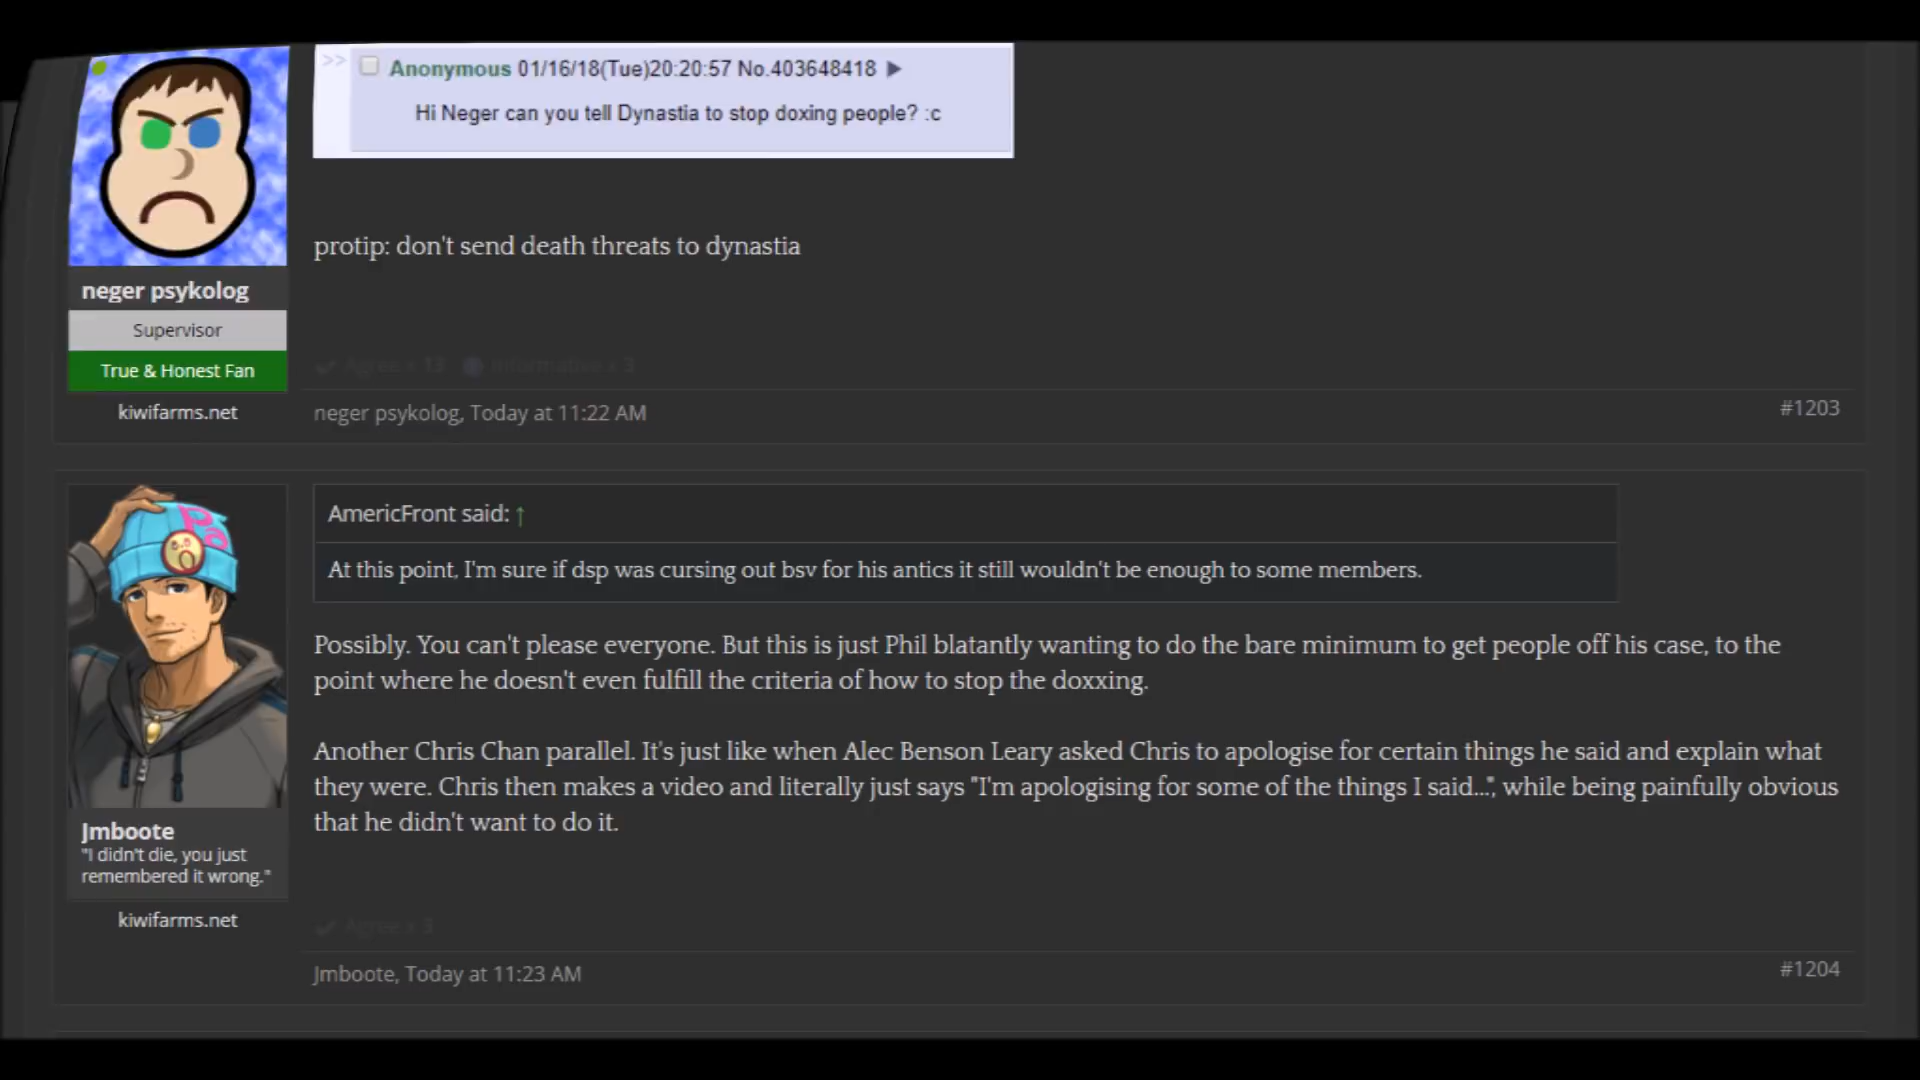 >> Anonymous 01/16/18(Tue)20:20:57 No.403648418 ▶
Hi Neger can you tell Dynastia to stop doxing people? :c
protip: don't send death threats to dynastia
neger psykolog
Supervisor
True & Honest Fan
kiwifarms.net
Agree x 13 Informative x 3
neger psykolog, Today at 11:22 AM
#1203
AmericFront said: ↑
At this point, I'm sure if dsp was cursing out bsv for his antics it still wouldn't be enough to some members.
Possibly. You can't please everyone. But this is just Phil blatantly wanting to do the bare minimum to get people off his case, to the
point where he doesn't even fulfill the criteria of how to stop the doxxing.
Another Chris Chan parallel. It's just like when Alec Benson Leary asked Chris to apologise for certain things he said and explain what
they were. Chris then makes a video and literally just says "I'm apologising for some of the things I said...", while being painfully obvious
that he didn't want to do it.
Jmboote
"I didn't die, you just
remembered it wrong."
kiwifarms.net
Agree x 3
Jmboote, Today at 11:23 AM
#1204